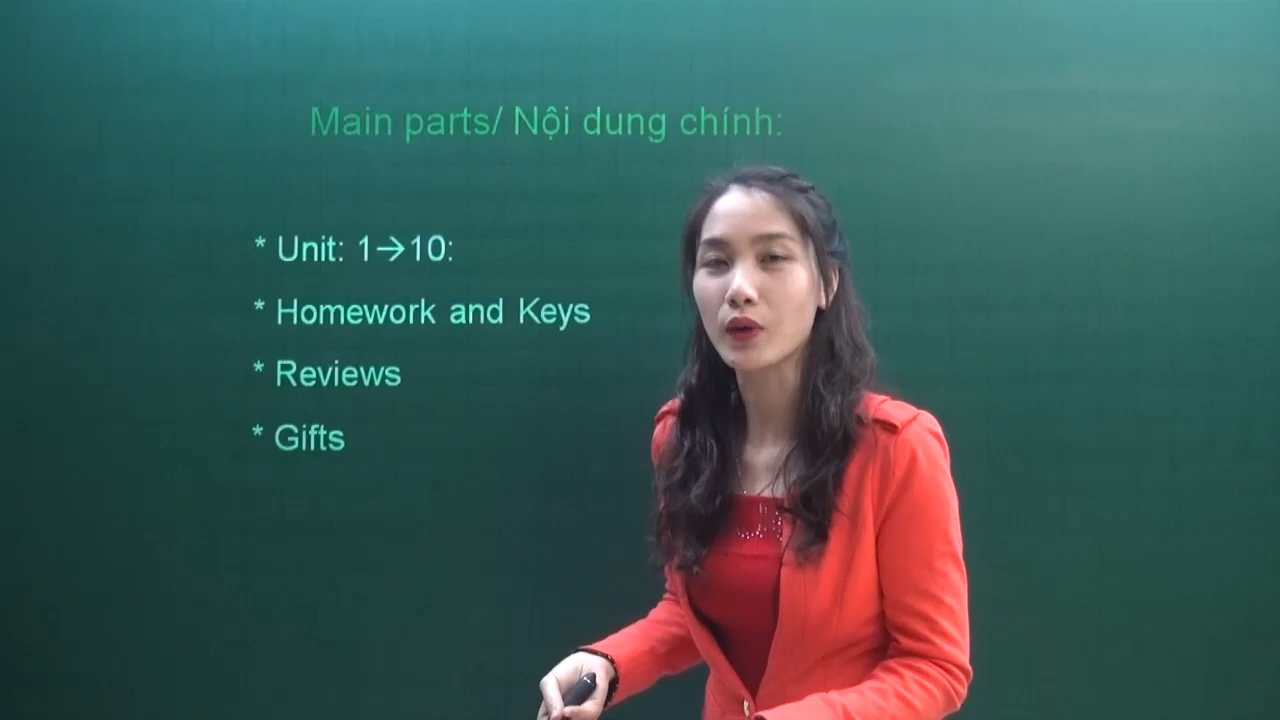 Main parts/ Nội dung chính:
* Unit: 1→10:
* Homework and Keys
* Reviews
* Gifts